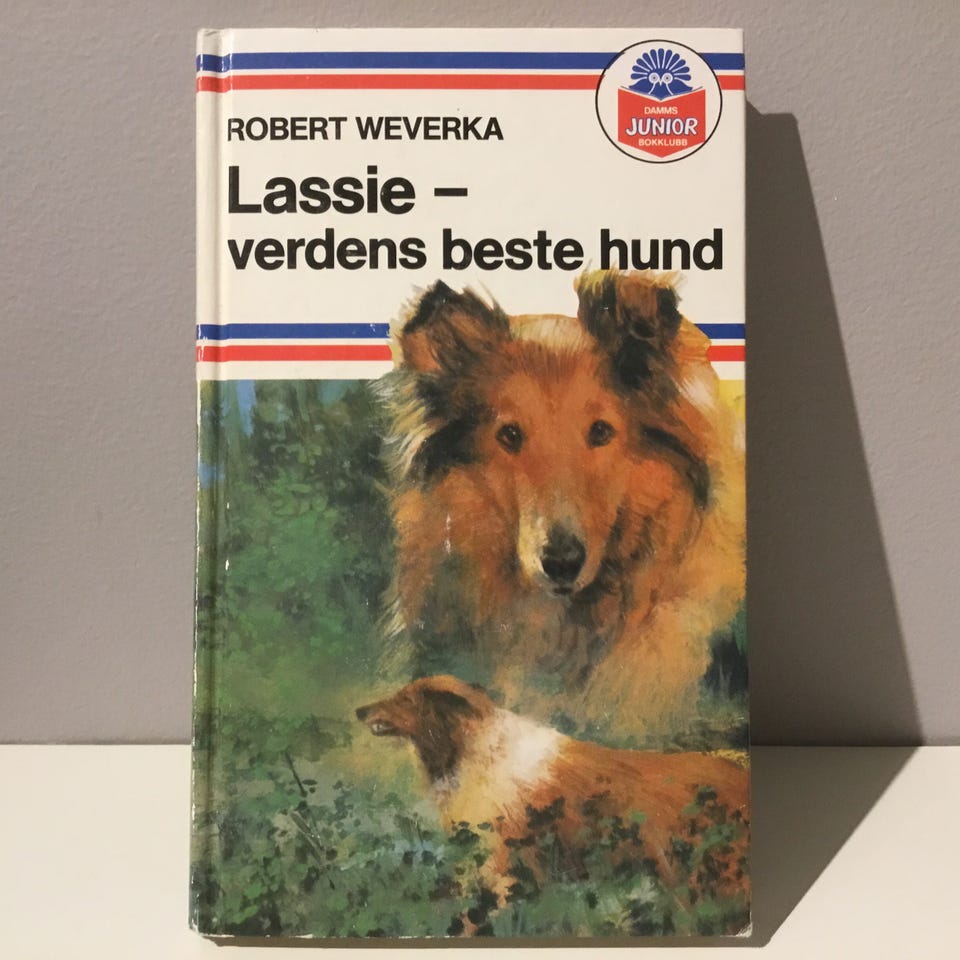 DAMMS
JUNIOR
BOKKLUBB
ROBERT WEVERKA
Lassie –
verdens beste hund